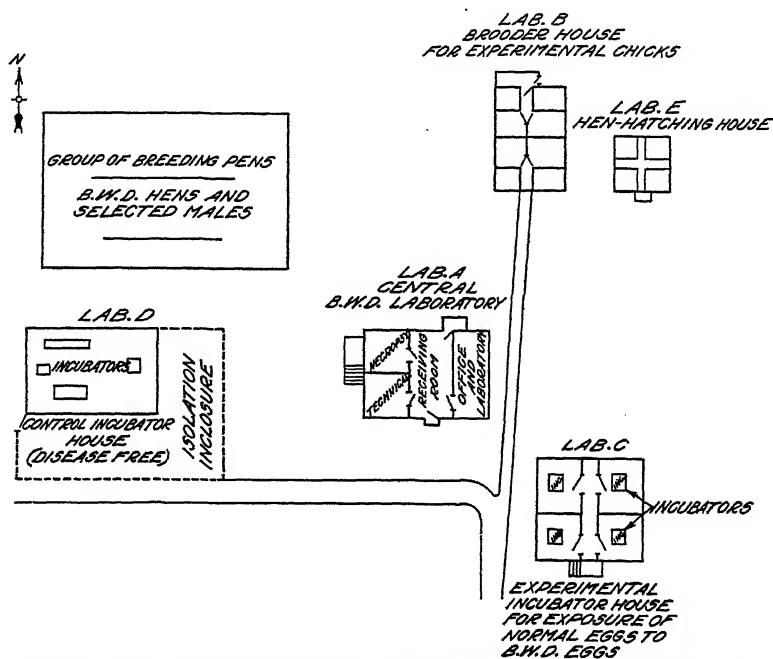 LAB. B
BROODER HOUSE
FOR EXPERIMENTAL CHICKS
N
LAB. E
HEN-HATCHING HOUSE
GROUP OF BREEDING PENS
B.W.D. HENS AND
SELECTED MALES
LAB. A
CENTRAL
B.W.D. LABORATORY
LAB. D
INCUBATORS
ISOLATION
INCLOSURE
CONTROL INCUBATOR
HOUSE
(DISEASE FREE)
NECROPSY
TECHNICAL
RECEIVING
ROOM
OFFICE
AND
LABORATORY
LAB. C
INCUBATORS
EXPERIMENTAL
INCUBATOR HOUSE
FOR EXPOSURE OF
NORMAL EGGS TO
B.W.D. EGGS